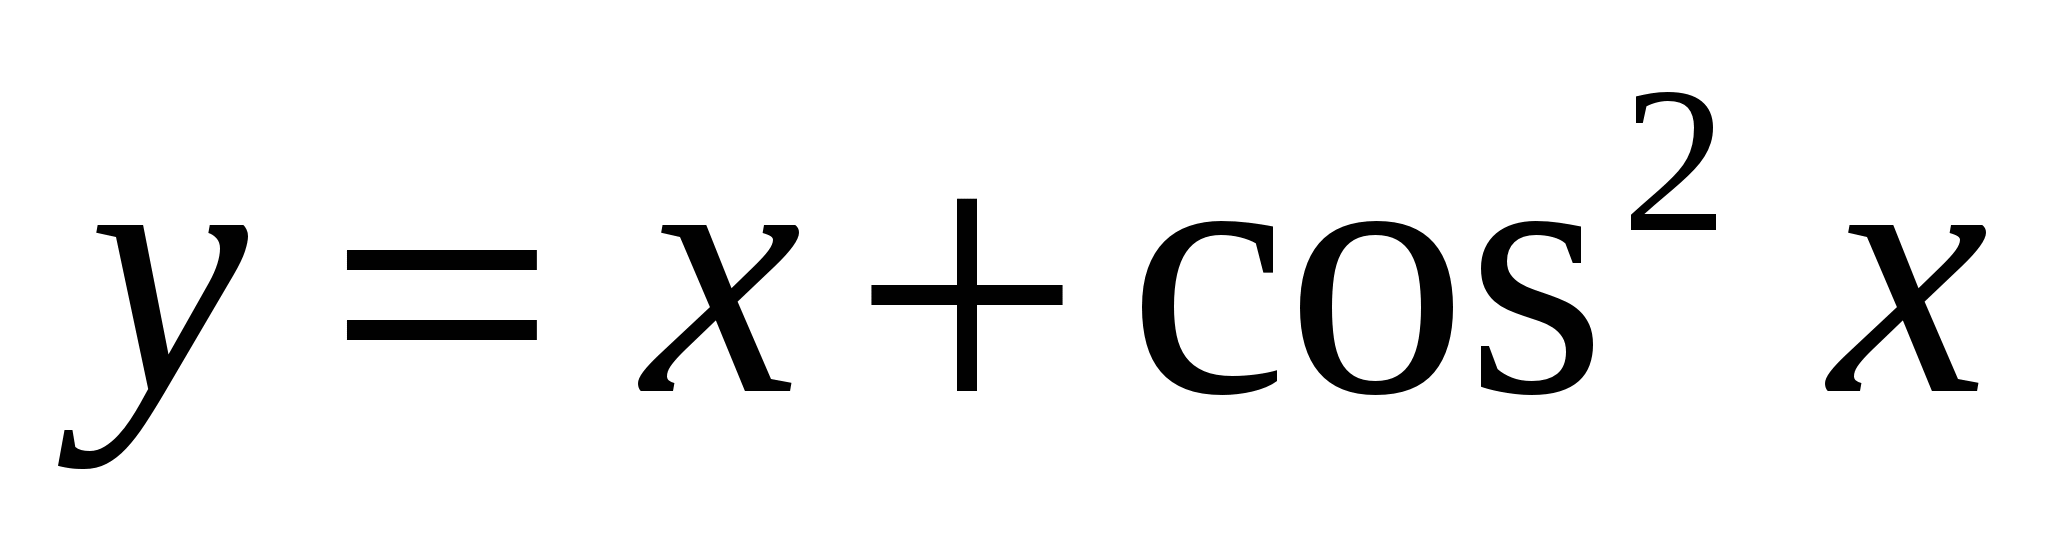 y = x + cos² x